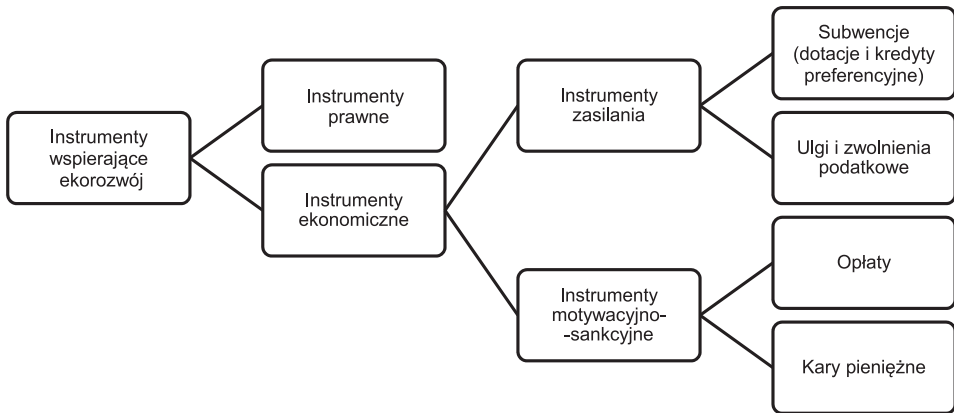 Instrumenty
wspierające
ekorozwój
Instrumenty
prawne
Instrumenty
ekonomiczne
Instrumenty
zasilania
Instrumenty
motywacyjno-
-sankcyjne
Subwencje
(dotacje i kredyty
preferencyjne)
Ulgi i zwolnienia
podatkowe
Opłaty
Kary pieniężne